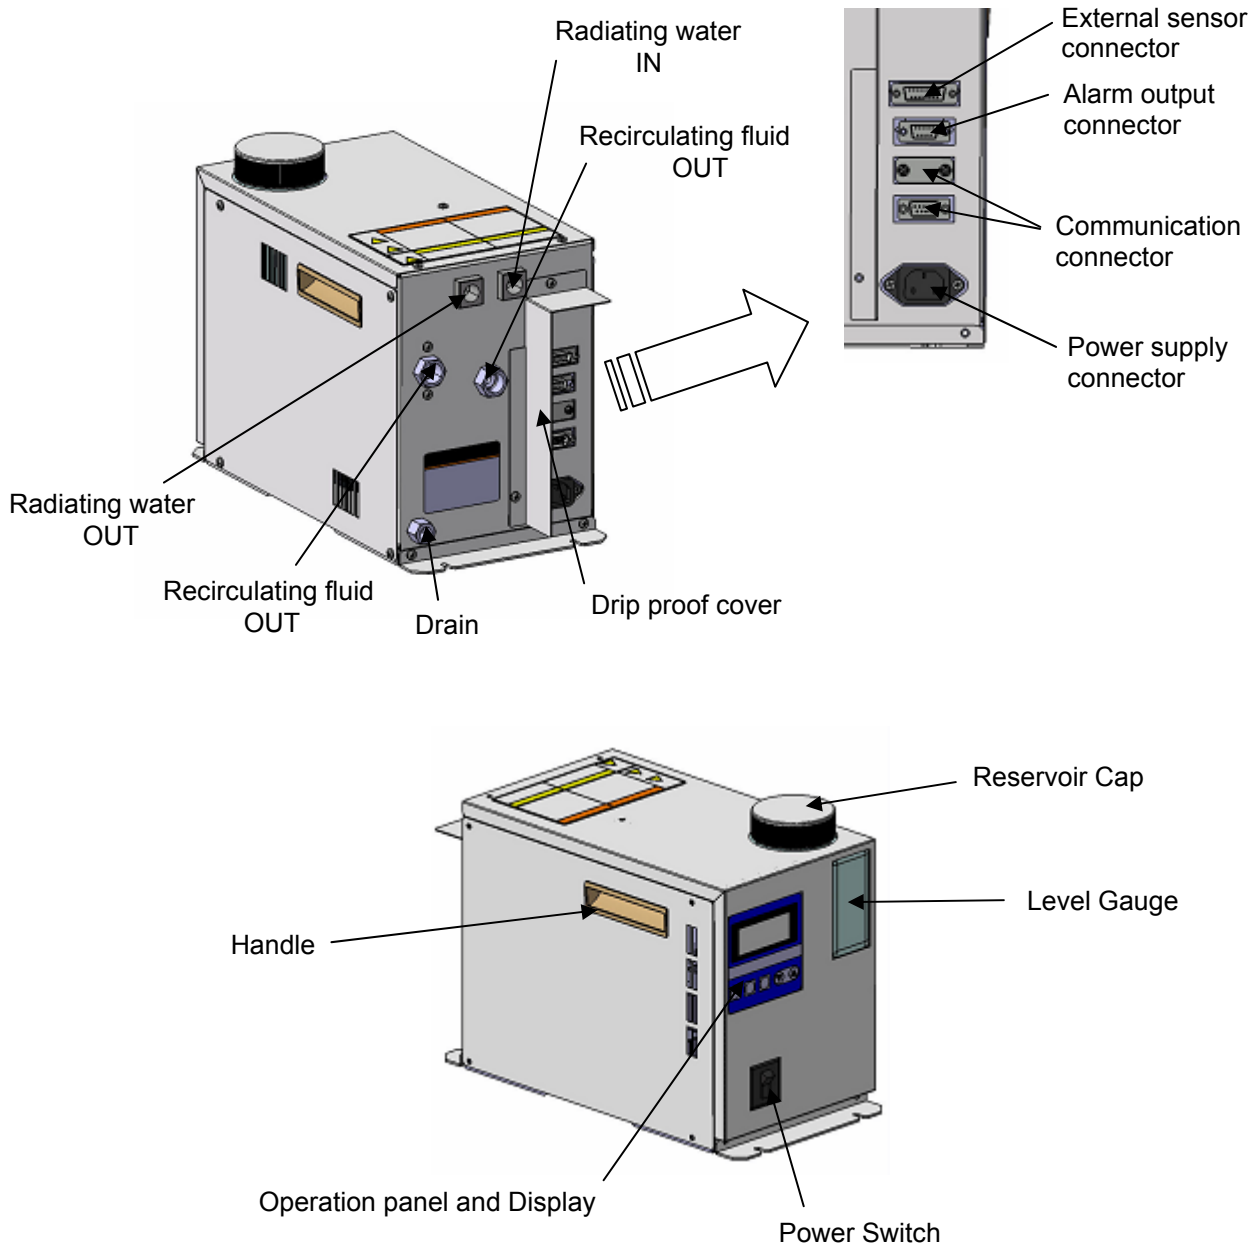 Radiating water
IN
Recirculating fluid
OUT
External sensor
connector
Alarm output
connector
Communication
connector
Power supply
connector
Radiating water
OUT
Recirculating fluid
OUT
Drain
Drip proof cover
Reservoir Cap
Level Gauge
Handle
Operation panel and Display
Power Switch